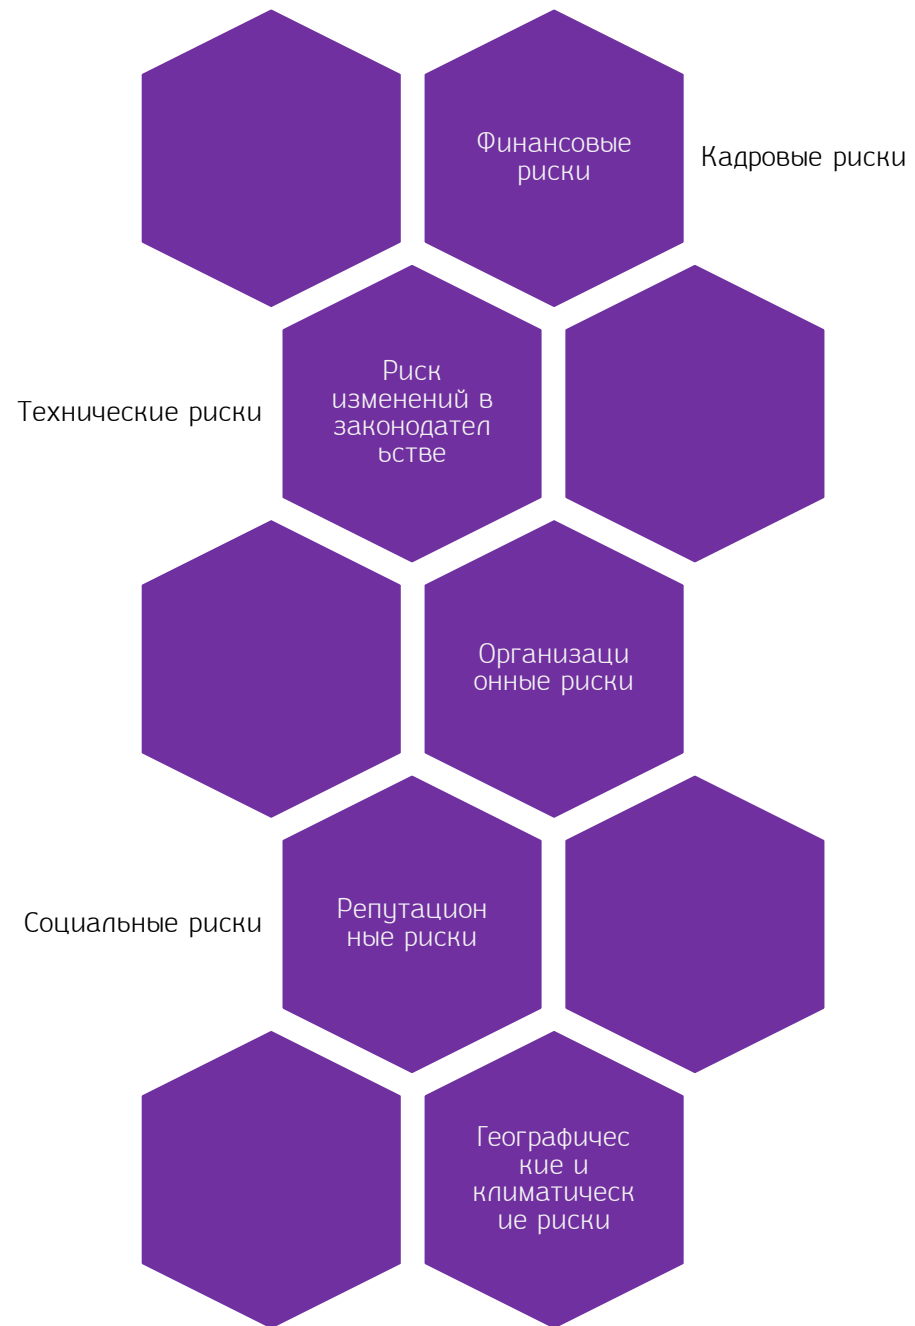 Финансовые
риски
Кадровые риски
Риск
изменений в
законодател
ьстве
Технические риски
Организаци
онные риски
Репутацион
ные риски
Социальные риски
Географичес
кие и
климатическ
ие риски